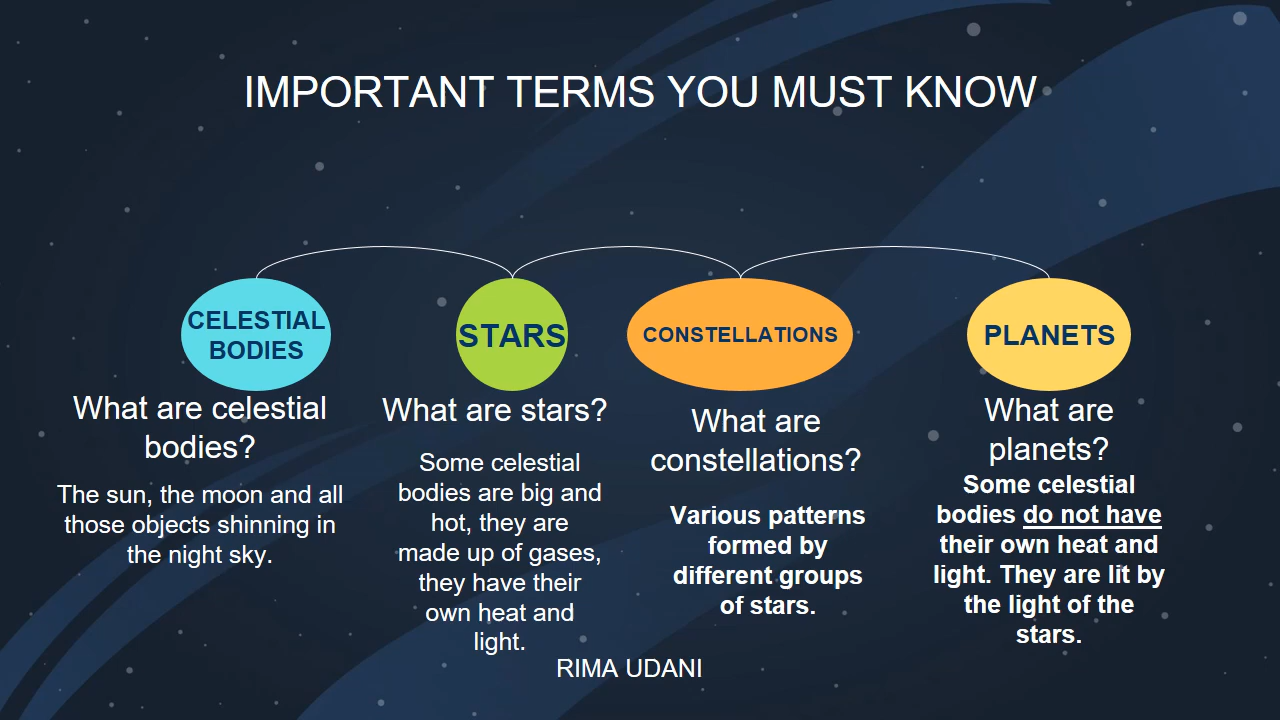 IMPORTANT TERMS YOU MUST KNOW
CELESTIAL
BODIES
What are celestial
bodies?
The sun, the moon and all
those objects shinning in
the night sky.
STARS
What are stars?
Some celestial
bodies are big and
hot, they are
made up of gases,
they have their
own heat and
light.
CONSTELLATIONS
What are
constellations?
Various patterns
formed by
different groups
of stars.
PLANETS
What are
planets?
Some celestial
bodies do not have
their own heat and
light. They are lit by
the light of the
stars.
RIMA UDANI